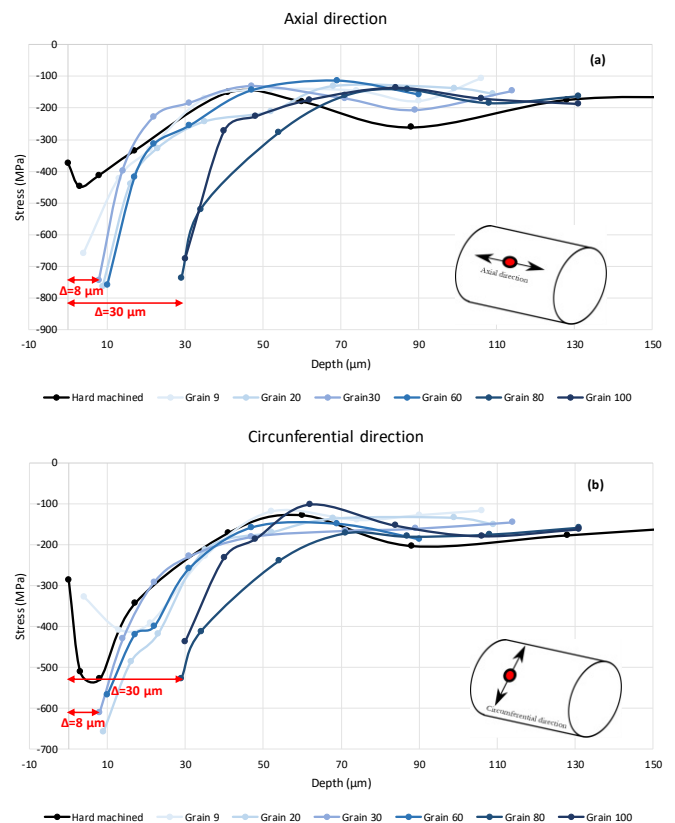 Axial direction
(a)
0
-100
-200
-300
-400
-500
-600
-700
-800
-900
Stress (MPa)
Δ=8 μm
Δ=30 μm
Axial direction
-10 10 30 50 70 90 110 130 150
Depth (μm)
Hard machined Grain 9 Grain 20 Grain30 Grain 60 Grain 80 Grain 100
Circunferential direction
(b)
0
-100
-200
-300
-400
-500
-600
-700
Stress (MPa)
Δ=30 μm
Δ=8 μm
Circunferential direction
-10 10 30 50 70 90 110 130 150
Depth (μm)
Hard machined Grain 9 Grain 20 Grain 30 Grain 60 Grain 80 Grain 100